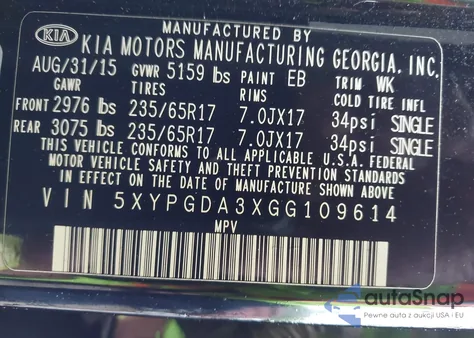 MANUFACTURED BY
KIA KIA MOTORS MANUFACTURING GEORGIA, INC.
AUG/31/15 GVWR 5159 lbs PAINT EB TRIM WK
GAWR TIRES RIMS COLD TIRE INFL
FRONT 2976 lbs 235/65R17 7.0JX17 34psi SINGLE
REAR 3075 lbs 235/65R17 7.0JX17 34psi SINGLE
THIS VEHICLE CONFORMS TO ALL APPLICABLE U.S.A. FEDERAL
MOTOR VEHICLE SAFETY AND THEFT PREVENTION STANDARDS
IN EFFECT ON THE DATE OF MANUFACTURE SHOWN ABOVE.
VIN 5XYPGDA3XGG109614
MPV
autoSnap
Pewne auta z aukcji USA i EU